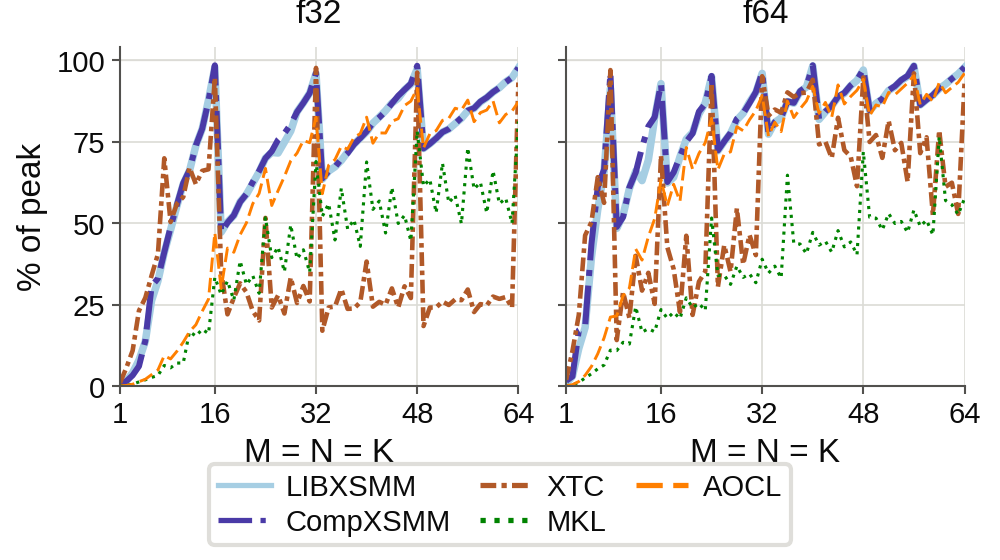 f32 f64
100
75
50
25
0
% of peak
1 16 32 48 64 1 16 32 48 64
M = N = K M = N = K
LIBXSMM XTC AOCL
CompXSMM MKL